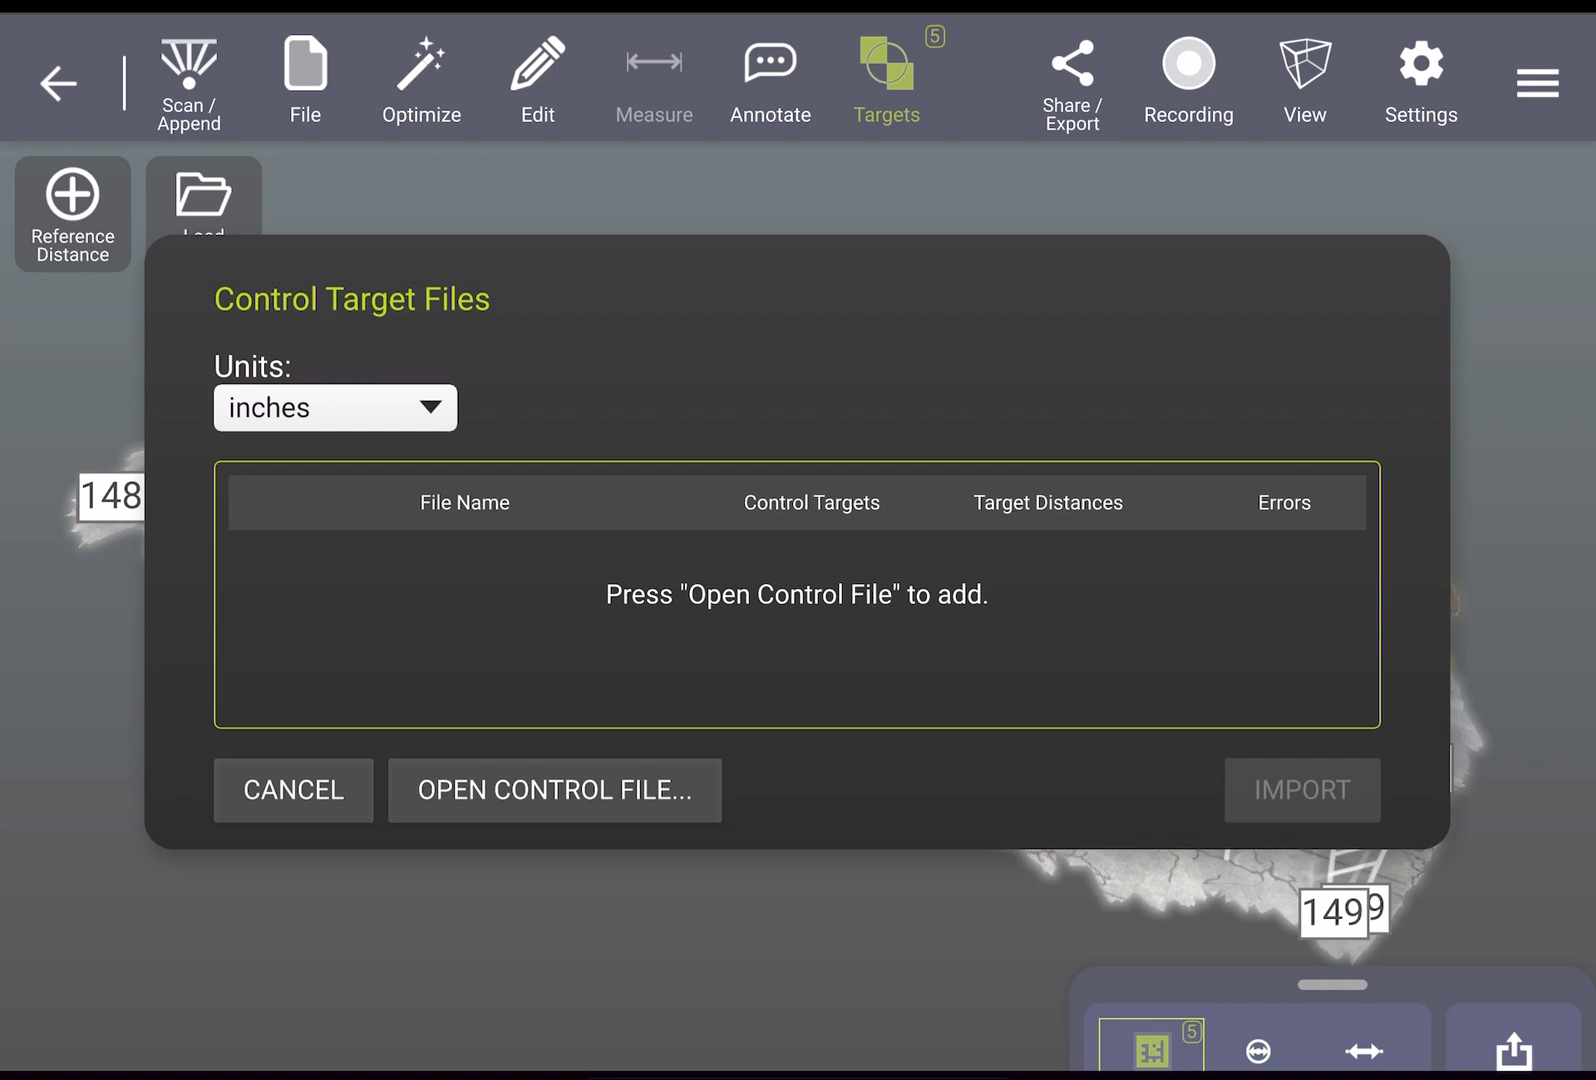 Scan /
Append
File
Optimize
Edit
Measure
Annotate
Targets
5
Share /
Export
Recording
View
Settings
Reference
Distance
Control Target Files
Units:
inches
148
File Name
Control Targets
Target Distances
Errors
Press "Open Control File" to add.
CANCEL
OPEN CONTROL FILE...
IMPORT
149
9
5